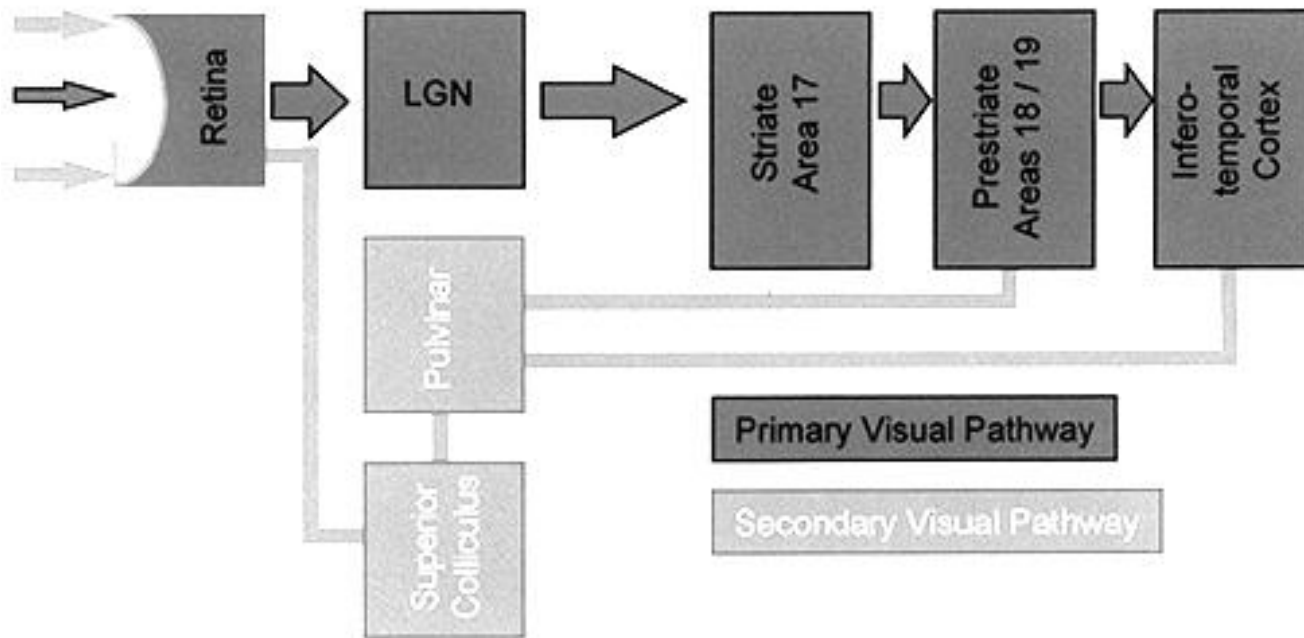 Retina
LGN
Striate
Area 17
Prestriate
Areas 18 / 19
Infero-
temporal
Cortex
Pulvinar
Superior
Colliculus
Primary Visual Pathway
Secondary Visual Pathway